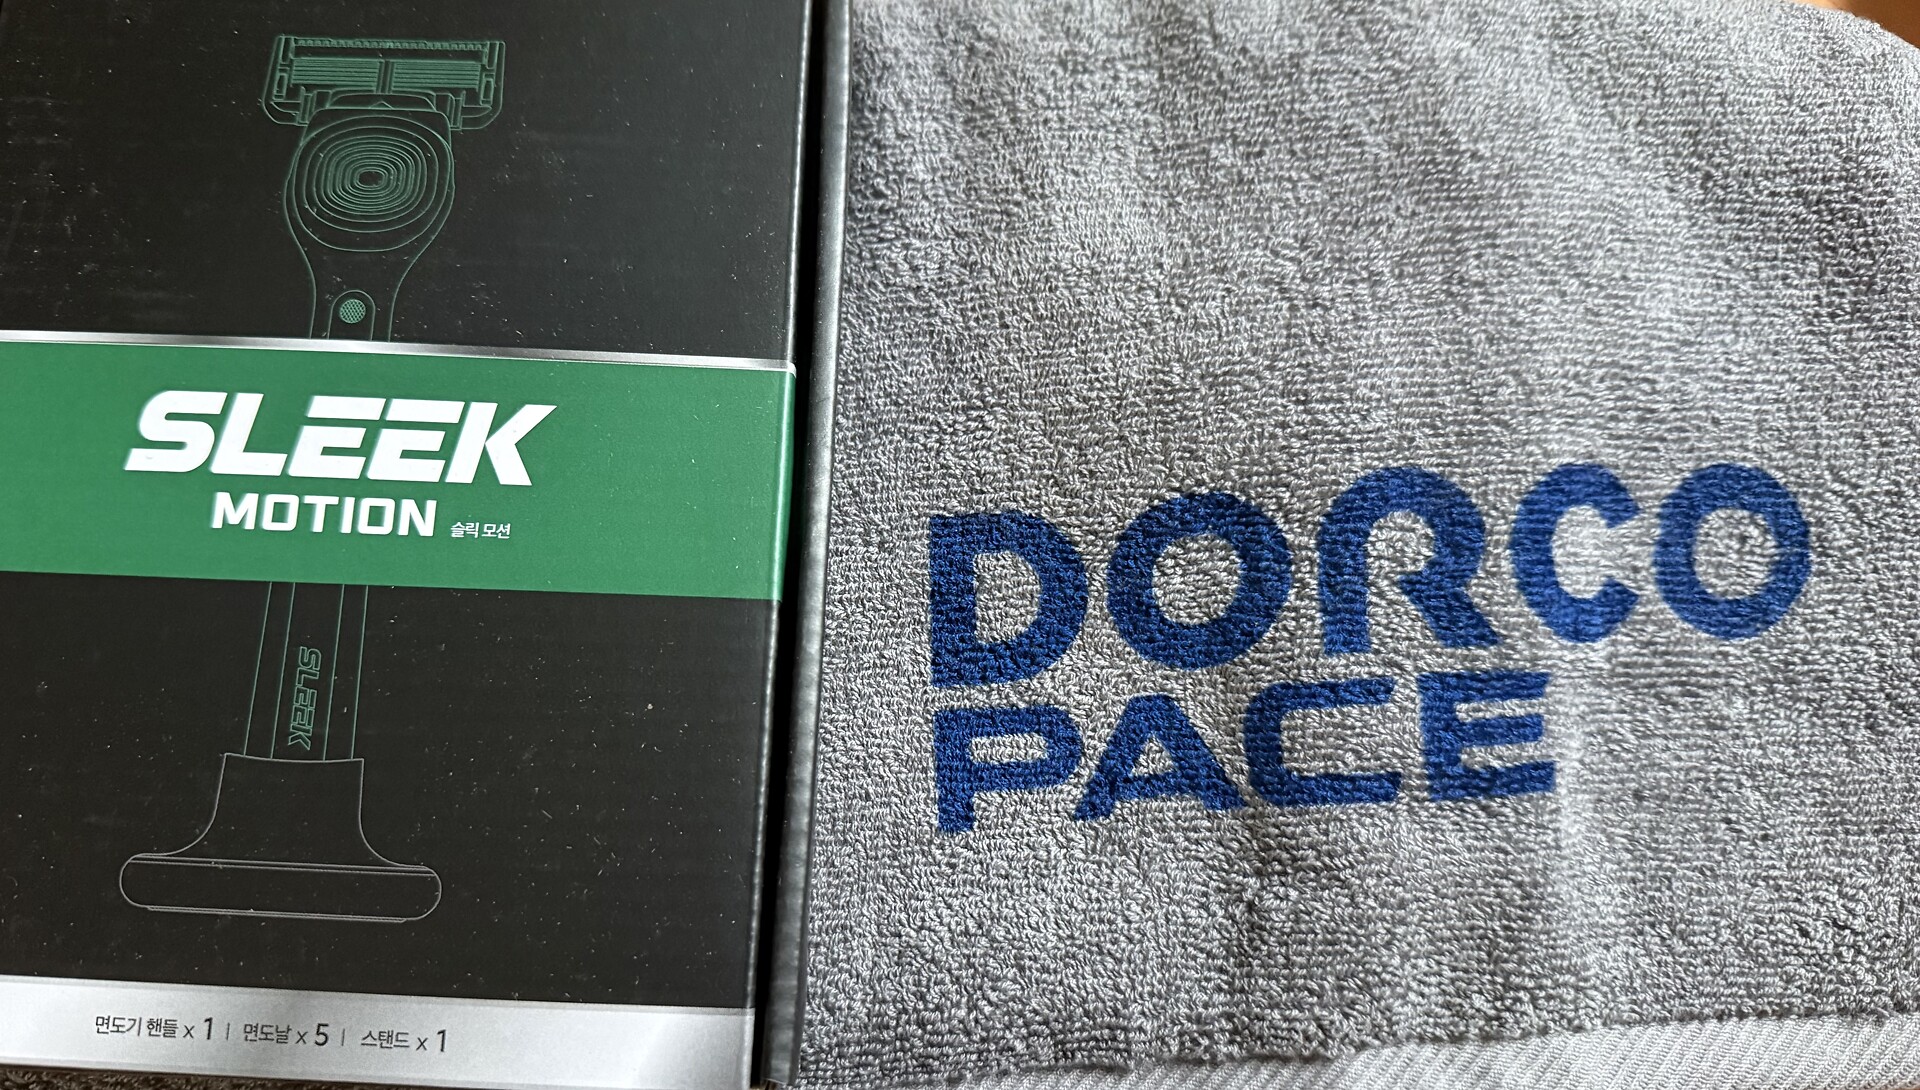 SLEEK
MOTION 슬릭 모션
SLEEK
면도기 핸들 x 1 | 면도날 x 5 | 스탠드 x 1
DORCO
PACE